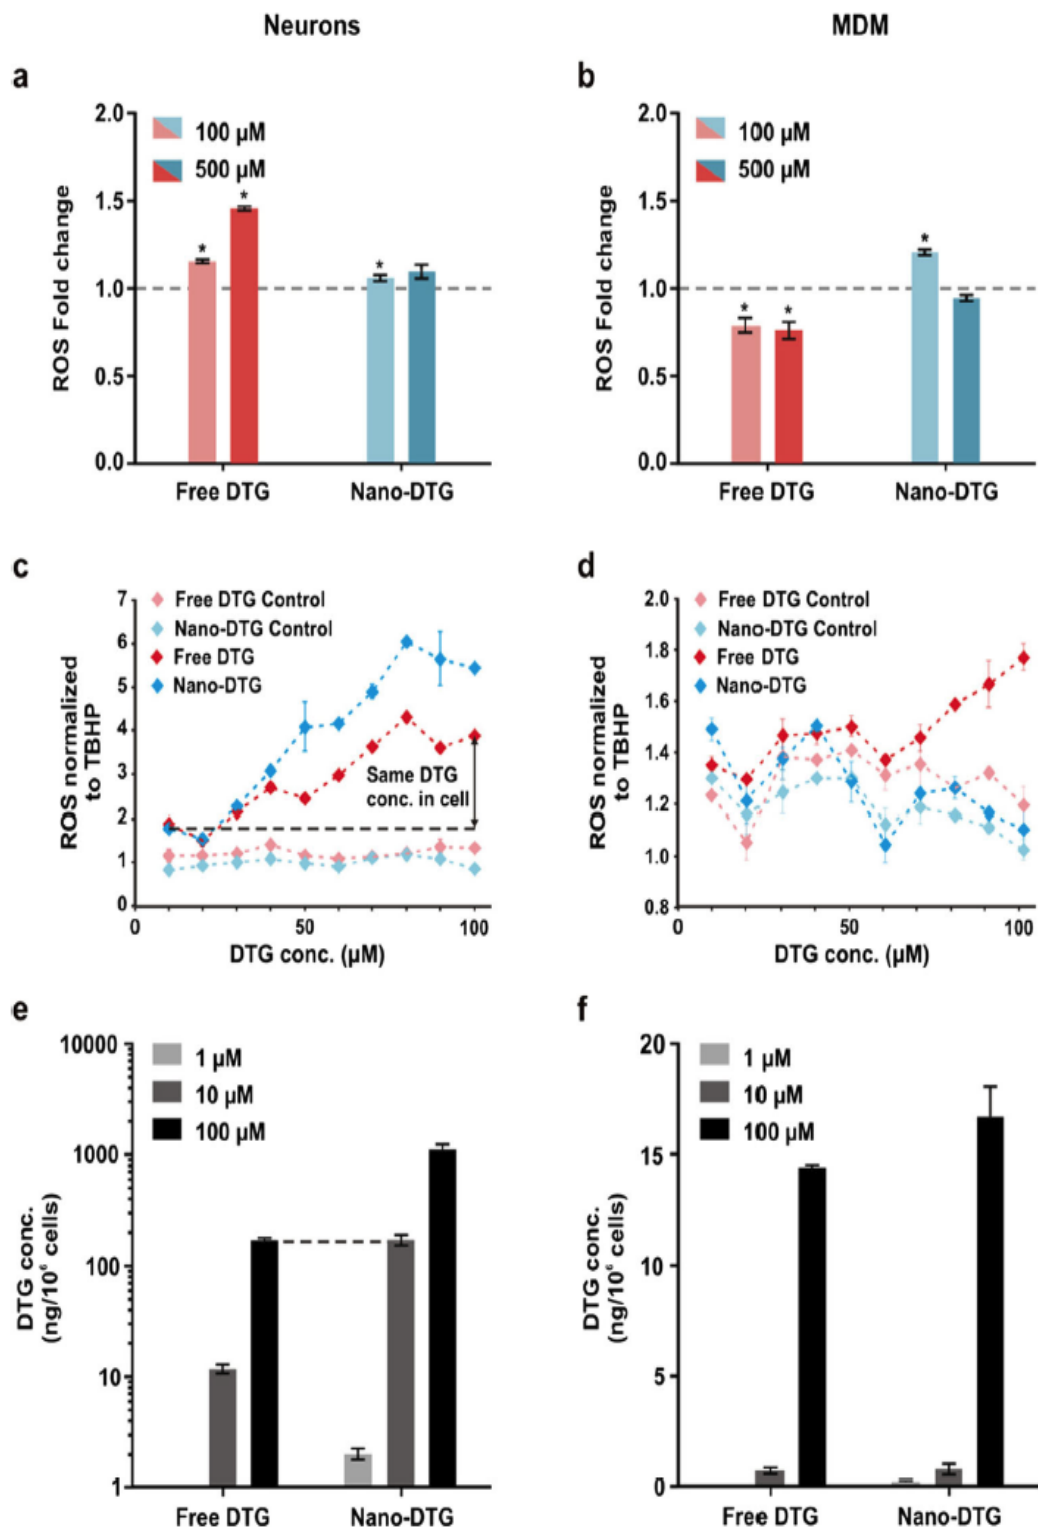 Neurons
MDM
a
2.0
1.5
1.0
0.5
0.0
ROS Fold change
100 µM
500 µM
*
*
*
Free DTG
Nano-DTG
b
2.0
1.5
1.0
0.5
0.0
ROS Fold change
100 µM
500 µM
*
*
*
Free DTG
Nano-DTG
c
7
6
5
4
3
2
1
0
ROS normalized
to TBHP
Free DTG Control
Nano-DTG Control
Free DTG
Nano-DTG
Same DTG
conc. in cell
0
50
100
DTG conc. (µM)
d
2.0
1.8
1.6
1.4
1.2
1.0
0.8
ROS normalized
to TBHP
Free DTG Control
Nano-DTG Control
Free DTG
Nano-DTG
0
50
100
DTG conc. (µM)
e
10000
1000
100
10
1
DTG conc.
(ng/10⁶ cells)
1 µM
10 µM
100 µM
Free DTG
Nano-DTG
f
20
15
10
5
0
DTG conc.
(ng/10⁶ cells)
1 µM
10 µM
100 µM
Free DTG
Nano-DTG